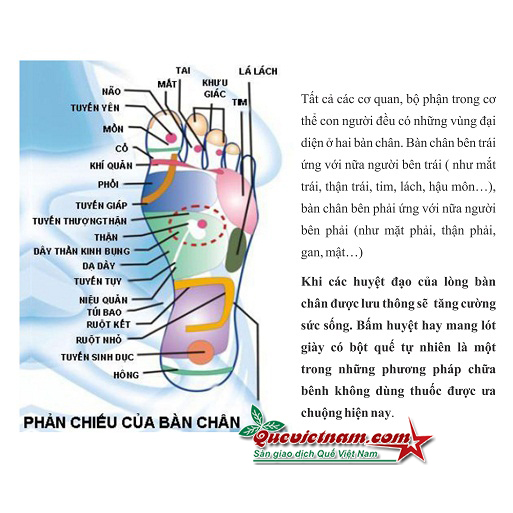 TAI
LÁ LÁCH
MẮT
KHỨU
GIÁC
NÃO
TIM
TUYẾN YÊN
MỒM
CỔ
KHÍ QUẢN
PHỔI
TUYẾN GIÁP
TUYẾN THƯỢNG THẬN
THẬN
DÂY THẦN KINH BỤNG
DẠ DÀY
TUYẾN TỤY
NIỆU QUẢN
TÚI BAO
RUỘT KẾT
RUỘT NHỎ
TUYẾN SINH DỤC
HÔNG
PHẢN CHIẾU CỦA BÀN CHÂN
Tất cả các cơ quan, bộ phận trong cơ
thể con người đều có những vùng đại
diện ở hai bàn chân. Bàn chân bên trái
ứng với nữa người bên trái ( như mắt
trái, thận trái, tim, lách, hậu môn…),
bàn chân bên phải ứng với nữa người
bên phải (như mặt phải, thận phải,
gan, mật…)
Khi các huyệt đạo của lòng bàn
chân được lưu thông sẽ tăng cường
sức sống. Bấm huyệt hay mang lót
giày có bột quế tự nhiên là một
trong những phương pháp chữa
bênh không dùng thuốc được ưa
chuộng hiện nay.
Quevietnam.com
Sàn giao dịch Quế Việt Nam